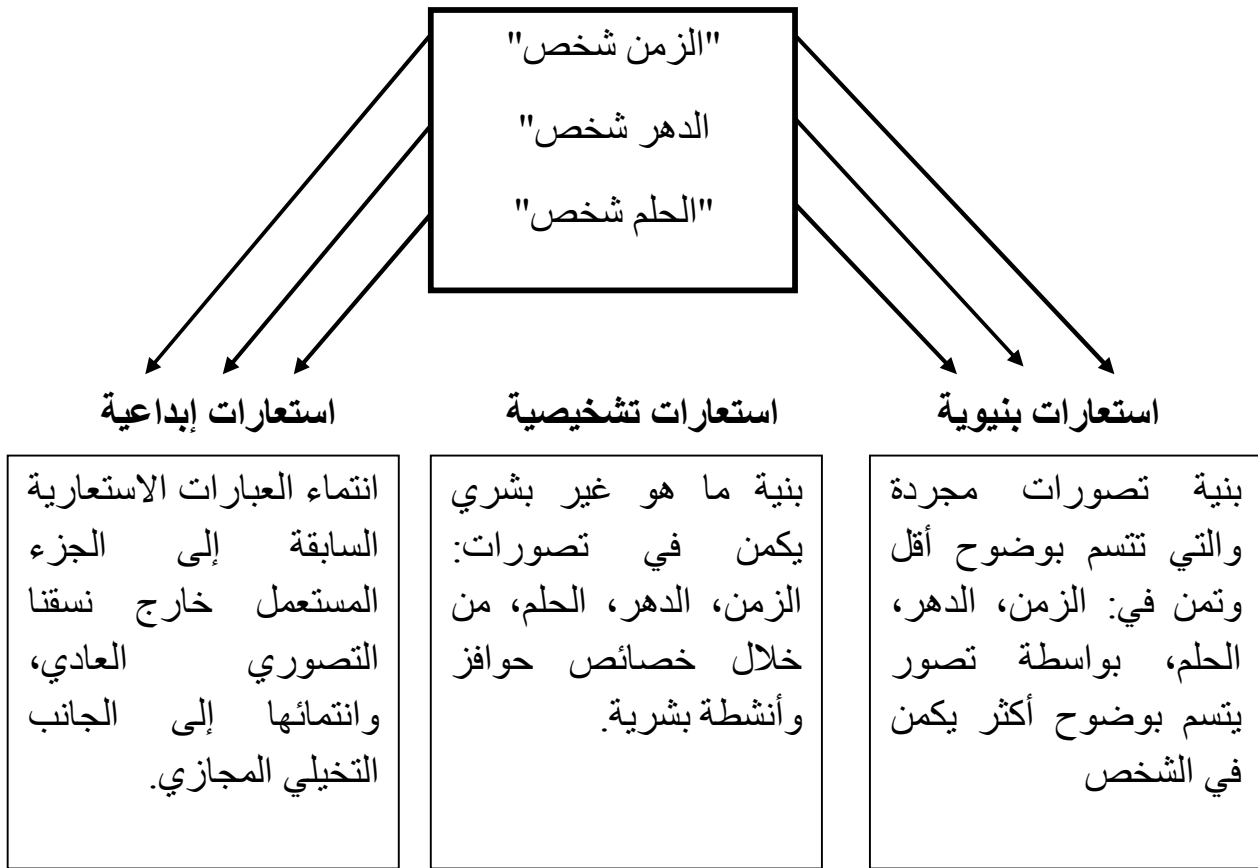 "الزمن شخص"
الدهر شخص"
"الحلم شخص"
استعارات بنيوية
استعارات تشخيصية
استعارات إبداعية
بنية تصورات مجردة
والتي تتسم بوضوح أقل
وتمن في: الزمن، الدهر،
الحلم، بواسطة تصور
يتسم بوضوح أكثر يكمن
في الشخص
بنية ما هو غير بشري
يكمن في تصورات:
الزمن، الدهر، الحلم، من
خلال خصائص حوافز
وأنشطة بشرية.
انتماء العبارات الاستعارية
السابقة إلى الجزء
المستعمل خارج نسقنا
التصوري العادي،
وانتمائها إلى الجانب
التخيلي المجازي.